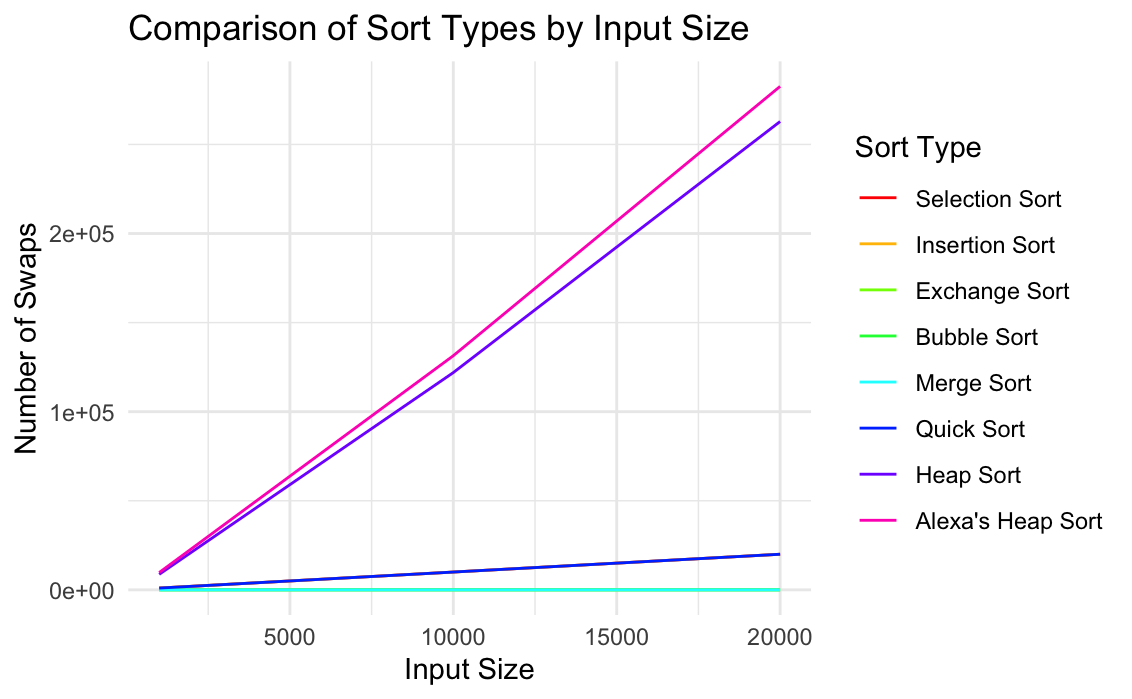 Comparison of Sort Types by Input Size
Number of Swaps
2e+05
1e+05
0e+00
5000 10000 15000 20000
Input Size
Sort Type
Selection Sort
Insertion Sort
Exchange Sort
Bubble Sort
Merge Sort
Quick Sort
Heap Sort
Alexa's Heap Sort